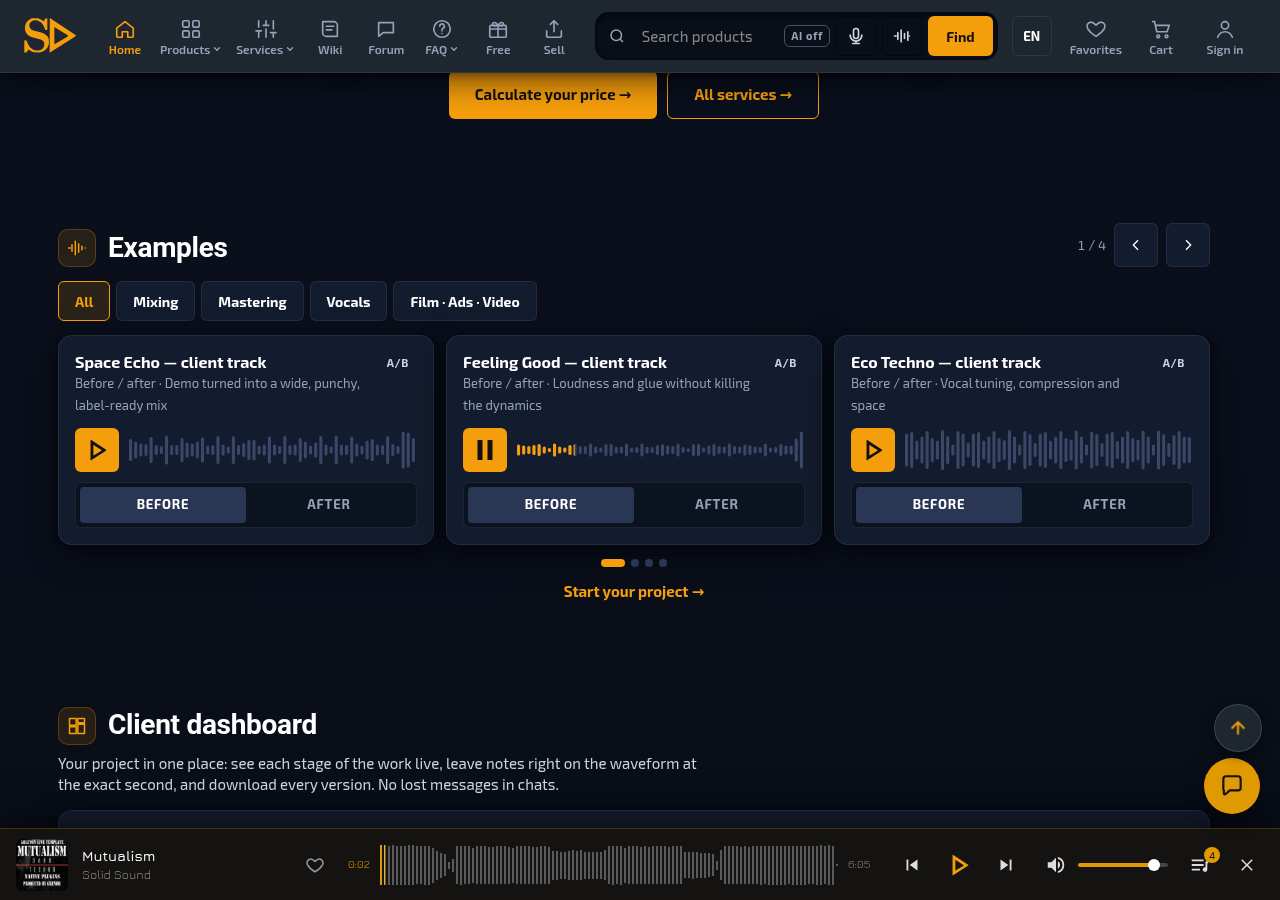 SD
Home
Products
Services
Wiki
Forum
FAQ
Free
Sell
Search products
AI off
Find
EN
Favorites
Cart
Sign in
Calculate your price →
All services →
Examples
1 / 4
All
Mixing
Mastering
Vocals
Film · Ads · Video
Space Echo — client track
A/B
Before / after · Demo turned into a wide, punchy,
label-ready mix
BEFORE
AFTER
Feeling Good — client track
A/B
Before / after · Loudness and glue without killing
the dynamics
BEFORE
AFTER
Eco Techno — client track
A/B
Before / after · Vocal tuning, compression and
space
BEFORE
AFTER
Start your project →
Client dashboard
Your project in one place: see each stage of the work live, leave notes right on the waveform at
the exact second, and download every version. No lost messages in chats.
MUTUALISM
Mutualism
Solid Sound
0:02
6:05
4